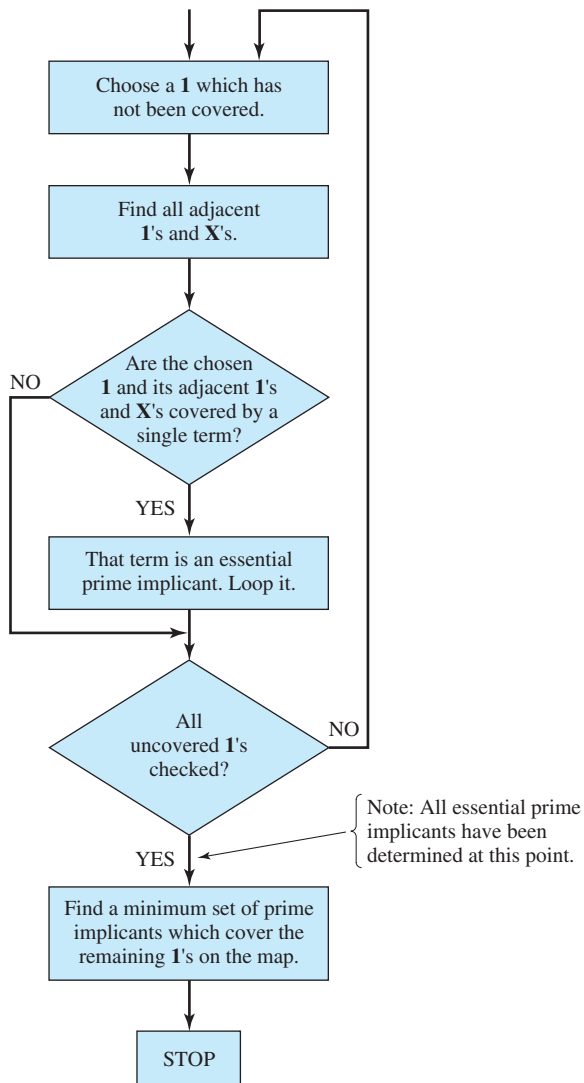 Choose a 1 which has
not been covered.
Find all adjacent
1's and X's.
Are the chosen
1 and its adjacent 1's
and X's covered by a
single term?
NO
YES
That term is an essential
prime implicant. Loop it.
All
uncovered 1's
checked?
NO
YES
Note: All essential prime
implicants have been
determined at this point.
Find a minimum set of prime
implicants which cover the
remaining 1's on the map.
STOP